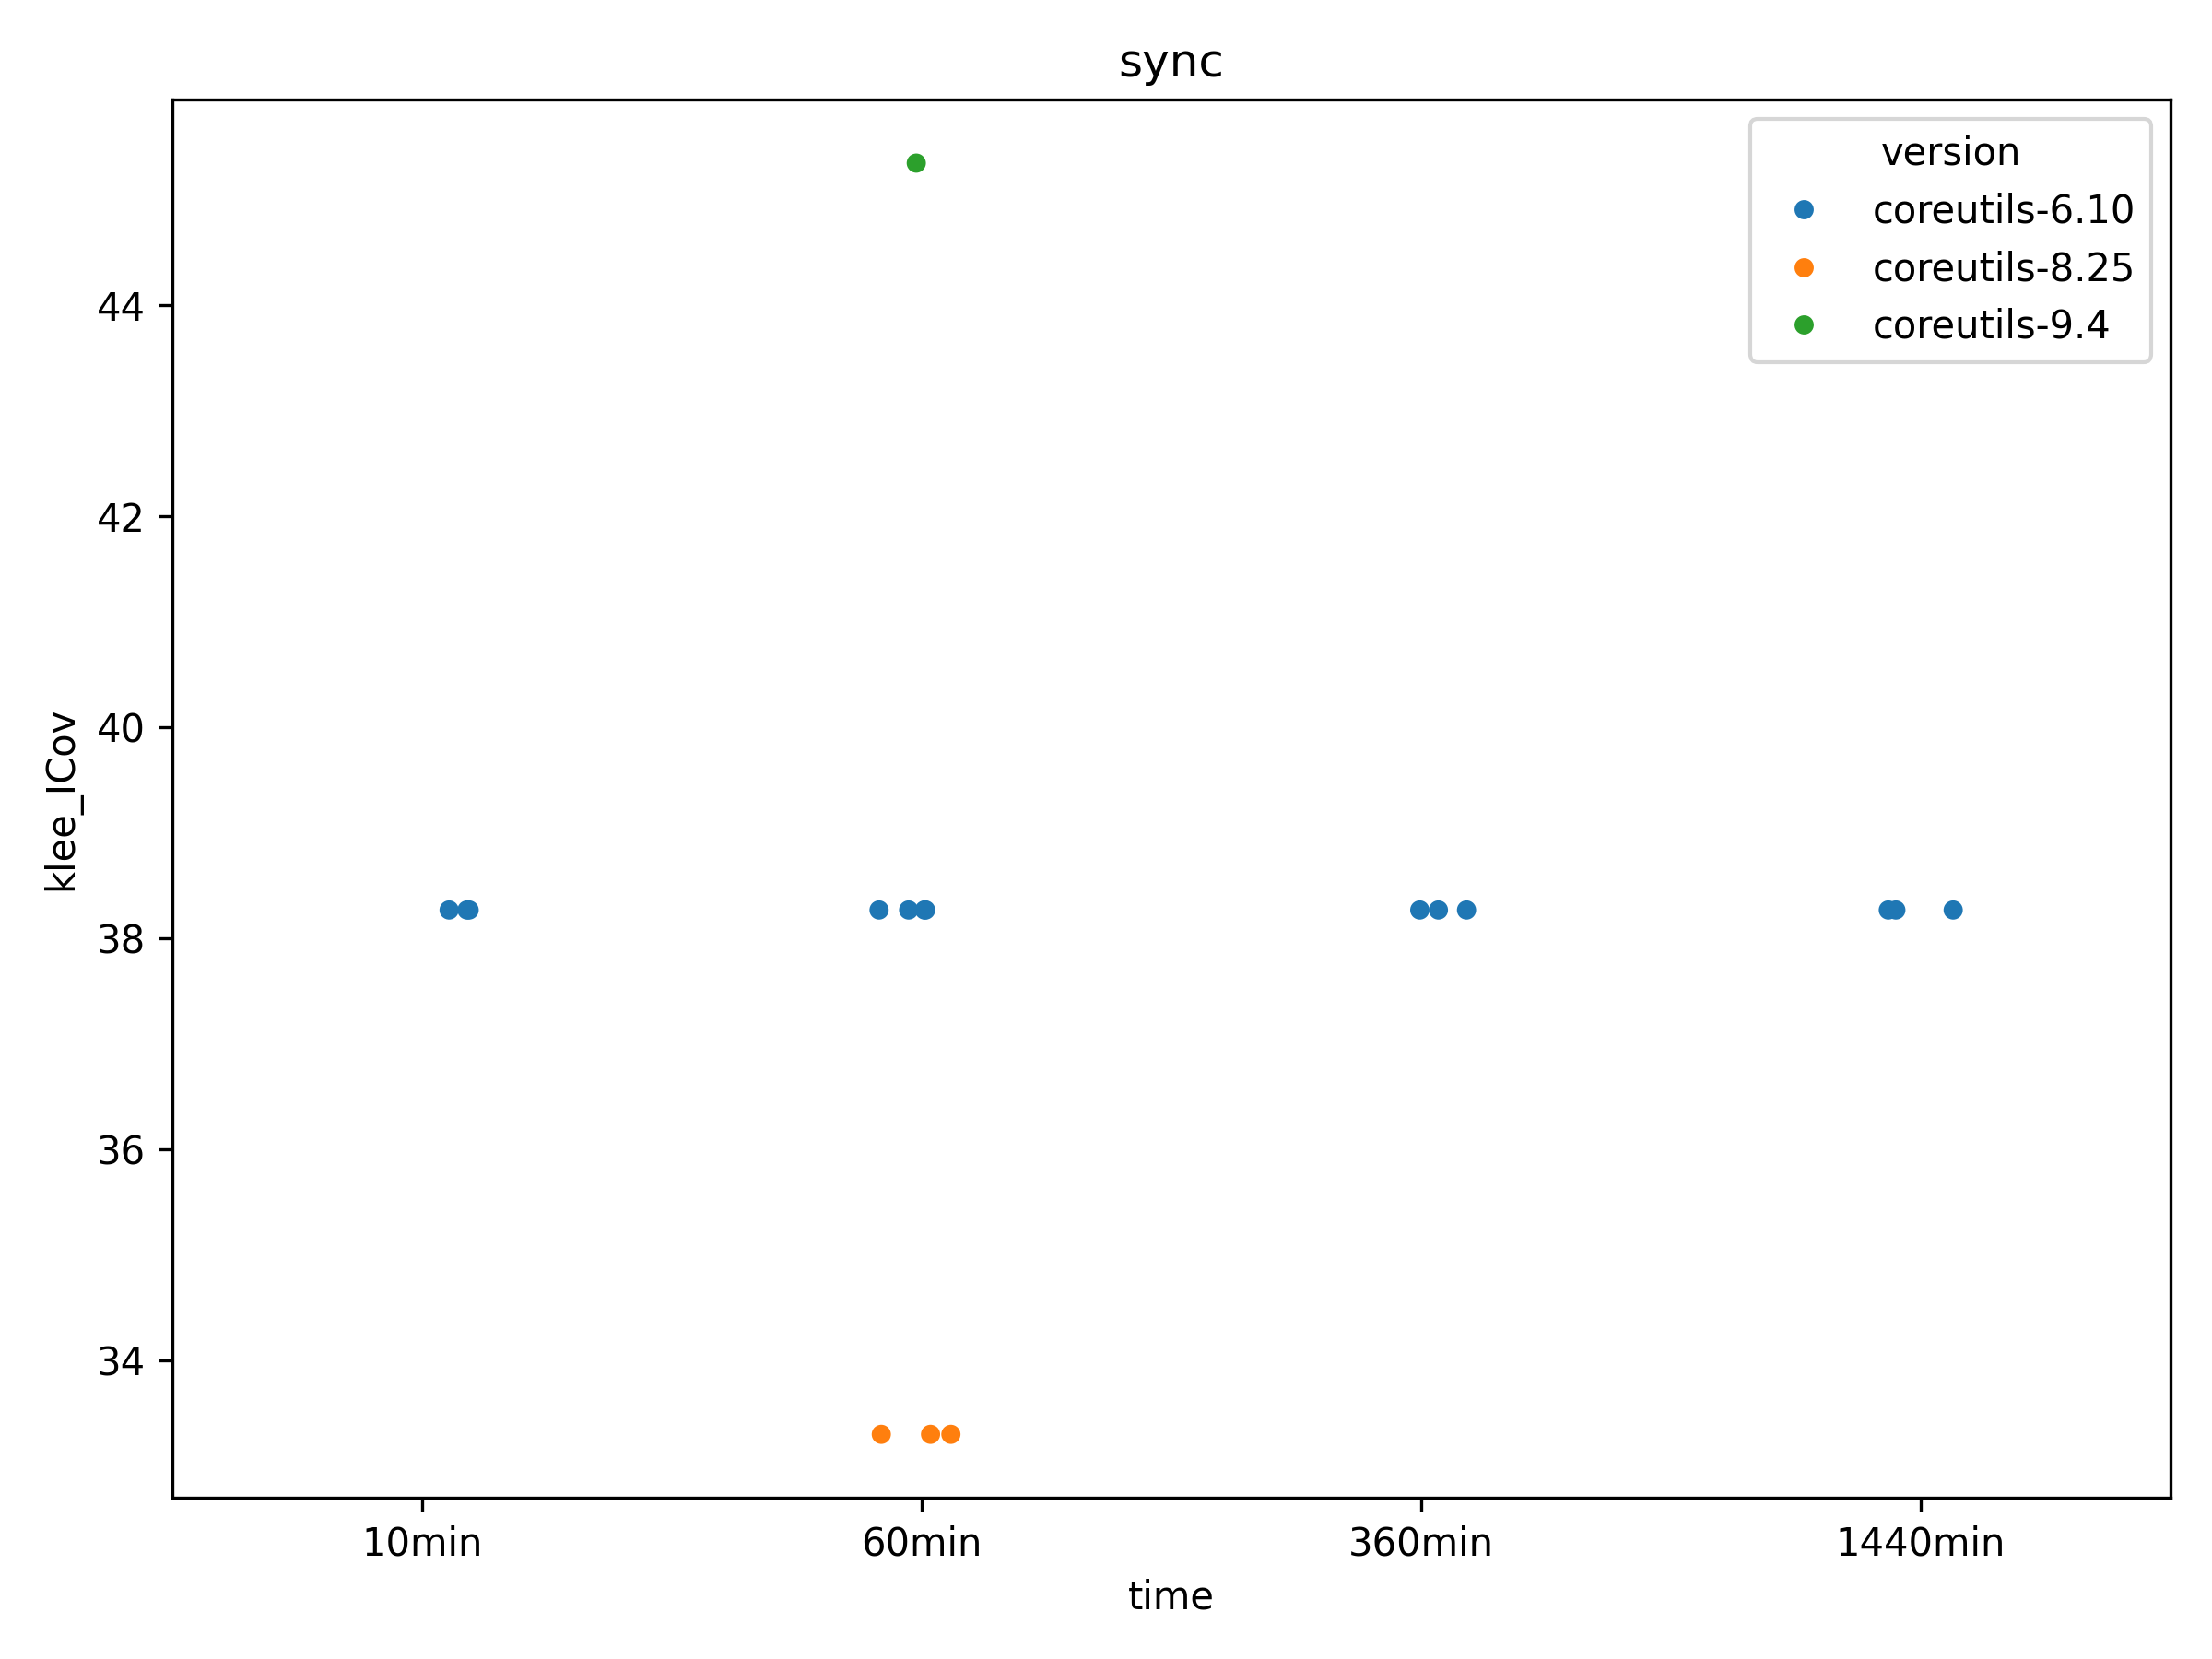 sync
version
coreutils-6.10
coreutils-8.25
coreutils-9.4
klee_ICov
44
42
40
38
36
34
10min
60min
360min
1440min
time